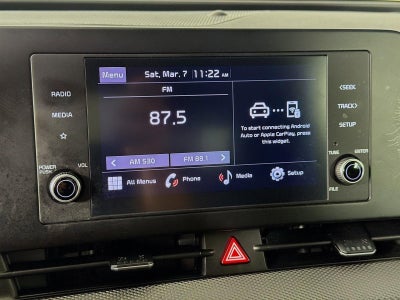 Menu
Sat, Mar. 7 11:22 AM
FM
87.5
AM 530
FM 88.1
To start connecting Android
Auto or Apple CarPlay, press
this widget.
All Menus
Phone
Media
Setup
RADIO
MEDIA
POWER
PUSH
VOL
<SEEK
TRACK>
SETUP
TUNE
ENTER
FILE